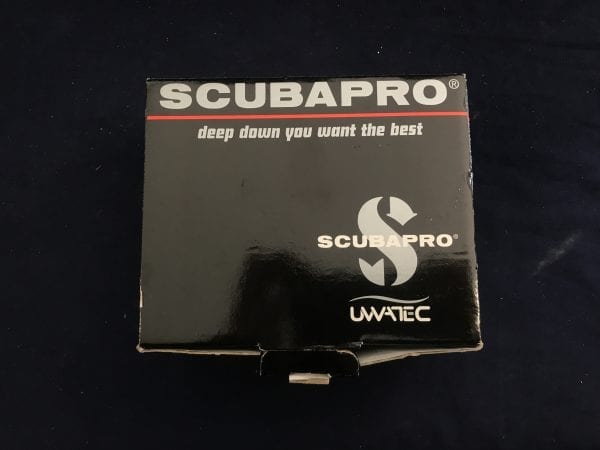 SCUBAPRO®
deep down you want the best
S
SCUBAPRO®
UWATEC